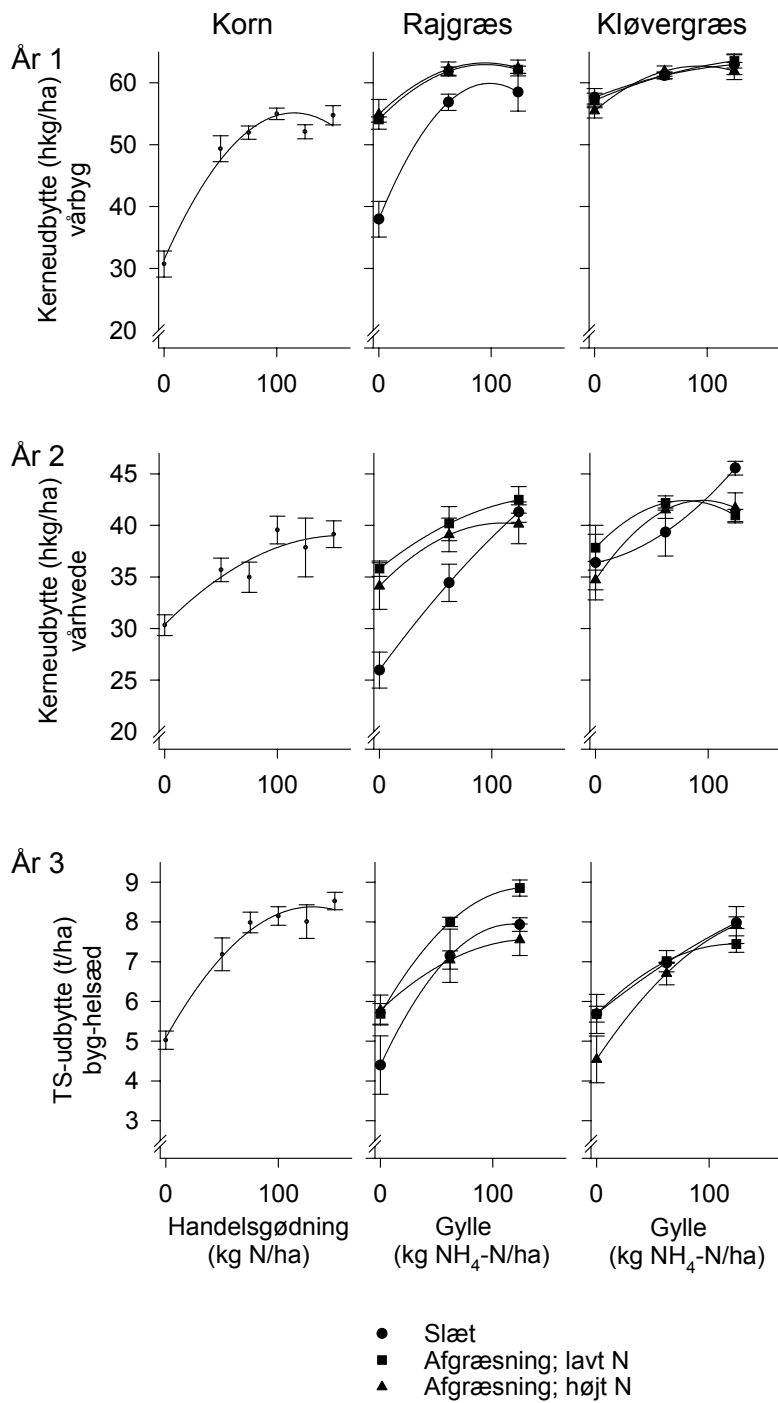 Korn Rajgræs Kløvergræs
År 1
Kerneudbytte (hkg/ha)
vårbyg
60
50
40
30
20
0 100 0 100 0 100
År 2
Kerneudbytte (hkg/ha)
vårhvede
45
40
35
30
25
20
0 100 0 100 0 100
År 3
TS-udbytte (t/ha)
byg-helsæd
9
8
7
6
5
4
3
0 100 0 100 0 100
Handelsgødning Gylle Gylle
(kg N/ha) (kg NH4-N/ha) (kg NH4-N/ha)
Slæt
Afgræsning; lavt N
Afgræsning; højt N